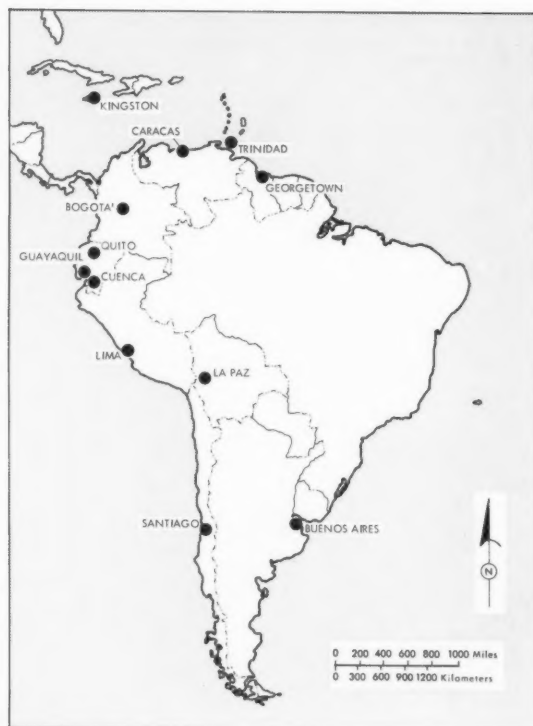 KINGSTON
CARACAS
TRINIDAD
GEORGETOWN
BOGOTA'
QUITO
GUAYAQUIL
CUENCA
LIMA
LA PAZ
SANTIAGO
BUENOS AIRES
N
0 200 400 600 800 1000 Miles
0 300 600 900 1200 Kilometers